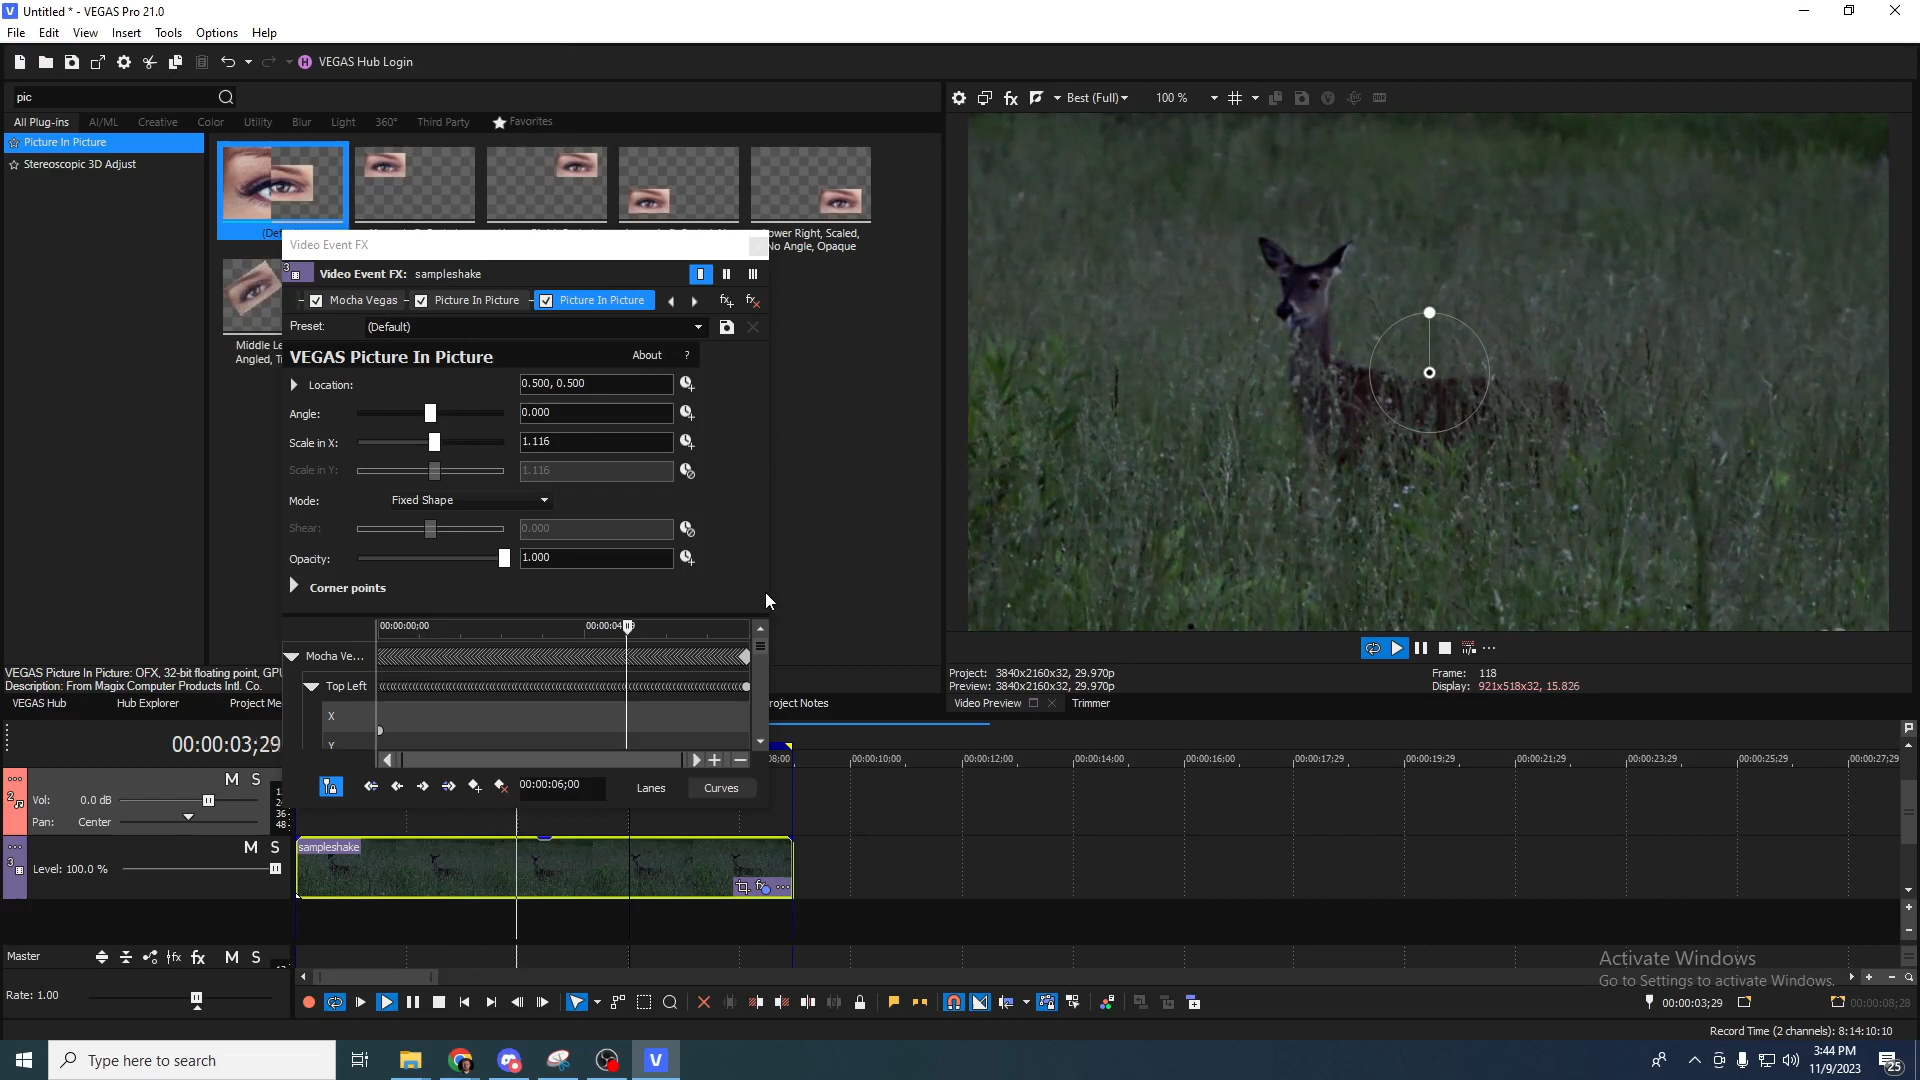 Untitled * - VEGAS Pro 21.0
File Edit View Insert Tools Options Help
VEGAS Hub Login
pic
Best (Full) 100 %
All Plug-ins AI/ML Creative Color Utility Blur Light 360° Third Party Favorites
Picture In Picture
Stereoscopic 3D Adjust
ower Right, Scaled,
No Angle, Opaque
(Def
Video Event FX
3
Video Event FX: sampleshake
Mocha Vegas Picture In Picture Picture In Picture
Preset: (Default)
Middle Le
Angled, T
VEGAS Picture In Picture About ?
Location: 0.500, 0.500
Angle: 0.000
Scale in X: 1.116
Scale in Y: 1.116
Mode: Fixed Shape
Shear: 0.000
Opacity: 1.000
Corner points
00:00:00;00
Mocha Ve...
Top Left
X
Y
00:00:06;00 Lanes Curves
VEGAS Picture In Picture: OFX, 32-bit floating point, GPU
Description: From Magix Computer Products Intl. Co.
VEGAS Hub Hub Explorer Project Me
roject Notes
Project: 3840x2160x32, 29.970p
Preview: 3840x2160x32, 29.970p
Frame: 118
Display: 921x518x32, 15.826
Video Preview Trimmer
00:00:03;29
00:00:10;00 00:00:12;00 00:00:14;00 00:00:16;00 00:00:17;29 00:00:19;29 00:00:21;29 00:00:23;29 00:00:25;29 00:00:27;29
M S
2
Vol: 0.0 dB
Pan: Center
36-
48-
M S
3
Level: 100.0 %
sampleshake
Master fx fx M S
Rate: 1.00
Activate Windows
Go to Settings to activate Windows.
00:00:03;29 00:00:08;28
Record Time (2 channels): 8:14:10:10
Type here to search
3:44 PM
11/9/2023
25